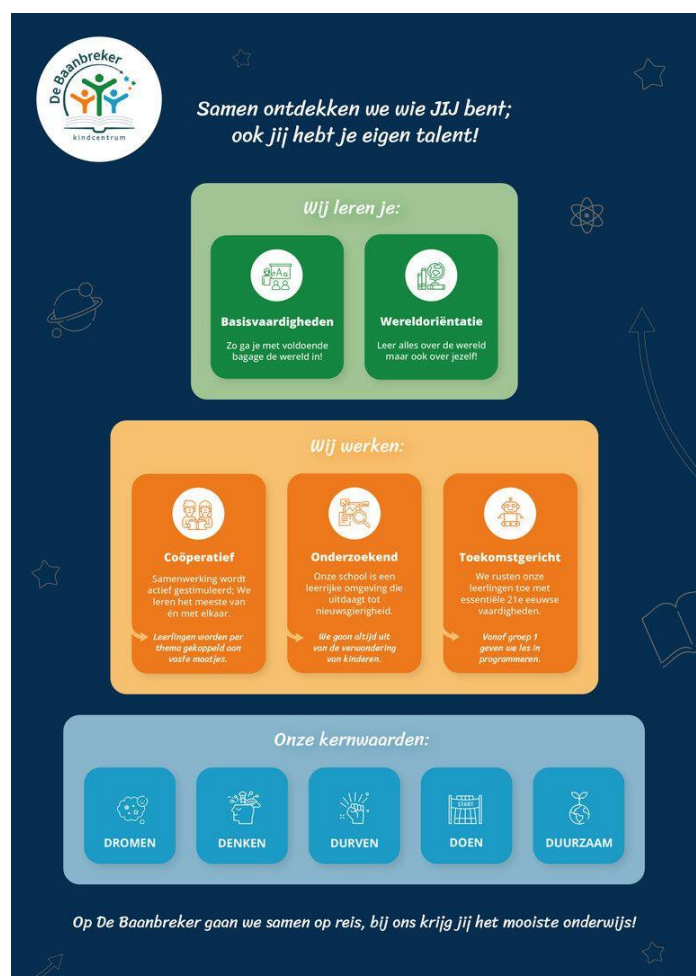 De Baanbreker
kindcentrum
Samen ontdekken we wie JIJ bent;
ook jij hebt je eigen talent!
Wij leren je:
Aa
Basisvaardigheden
Zo ga je met voldoende
bagage de wereld in!
Wereldoriëntatie
Leer alles over de wereld
maar ook over jezelf!
Wij werken:
Coöperatief
Samenwerking wordt
actief gestimuleerd; We
leren het meeste van
én met elkaar.
Leerlingen worden per
thema gekoppeld aan
vaste maatjes.
Onderzoekend
Onze school is een
leerrijke omgeving die
uitdaagt tot
nieuwsgierigheid.
We gaan altijd uit
van de verwondering
van kinderen.
Toekomstgericht
We rusten onze
leerlingen toe met
essentiële 21e eeuwse
vaardigheden.
Vanaf groep 1
geven we les in
programmeren.
Onze kernwaarden:
DROMEN
DENKEN
DURVEN
START
DOEN
DUURZAAM
Op De Baanbreker gaan we samen op reis, bij ons krijg jij het mooiste onderwijs!